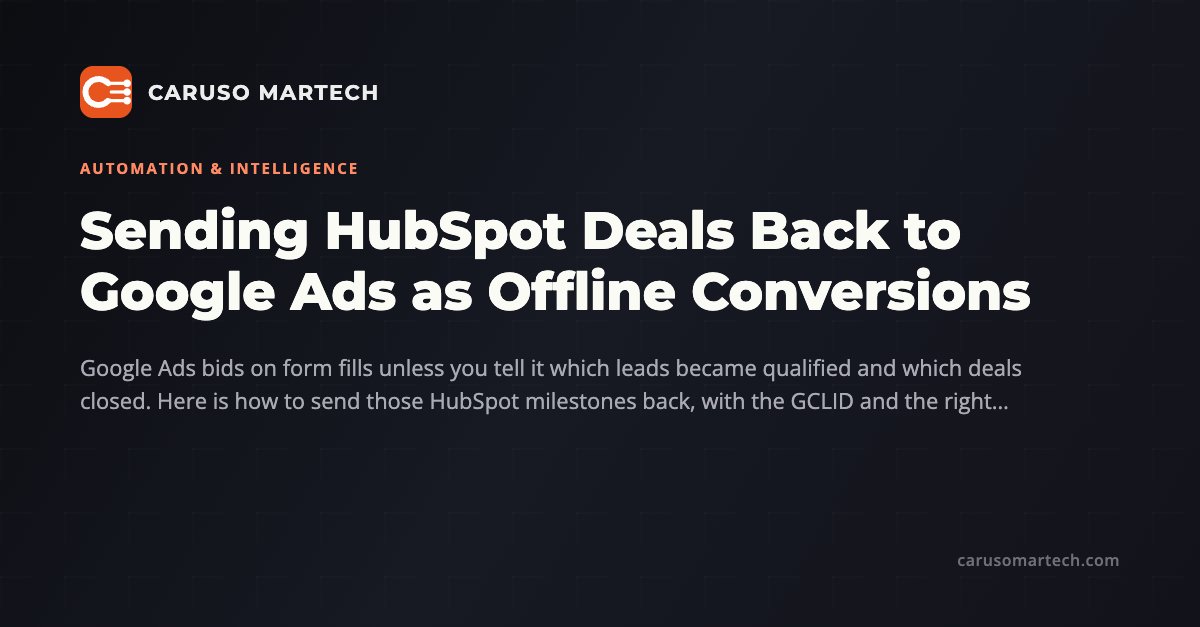 CARUSO MARTECH
AUTOMATION & INTELLIGENCE
Sending HubSpot Deals Back to
Google Ads as Offline Conversions
Google Ads bids on form fills unless you tell it which leads became qualified and which deals
closed. Here is how to send those HubSpot milestones back, with the GCLID and the right...
carusomartech.com